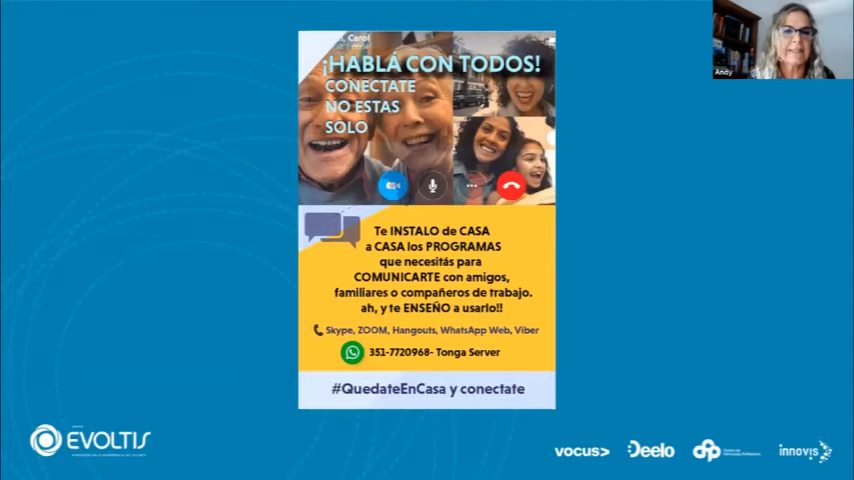 Carol
¡HABLÁ CON TODOS!
CONECTATE
NO ESTAS
SOLO
Te INSTALO de CASA
a CASA los PROGRAMAS
que necesitás para
COMUNICARTE con amigos,
familiares o compañeros de trabajo.
ah, y te ENSEÑO a usarlo!!
Skype, ZOOM, Hangouts, WhatsApp Web, Viber
351-7720968- Tonga Server
#QuedateEnCasa y conectate
Andy
EVOLTIS
vocus>
Deelo
innovis